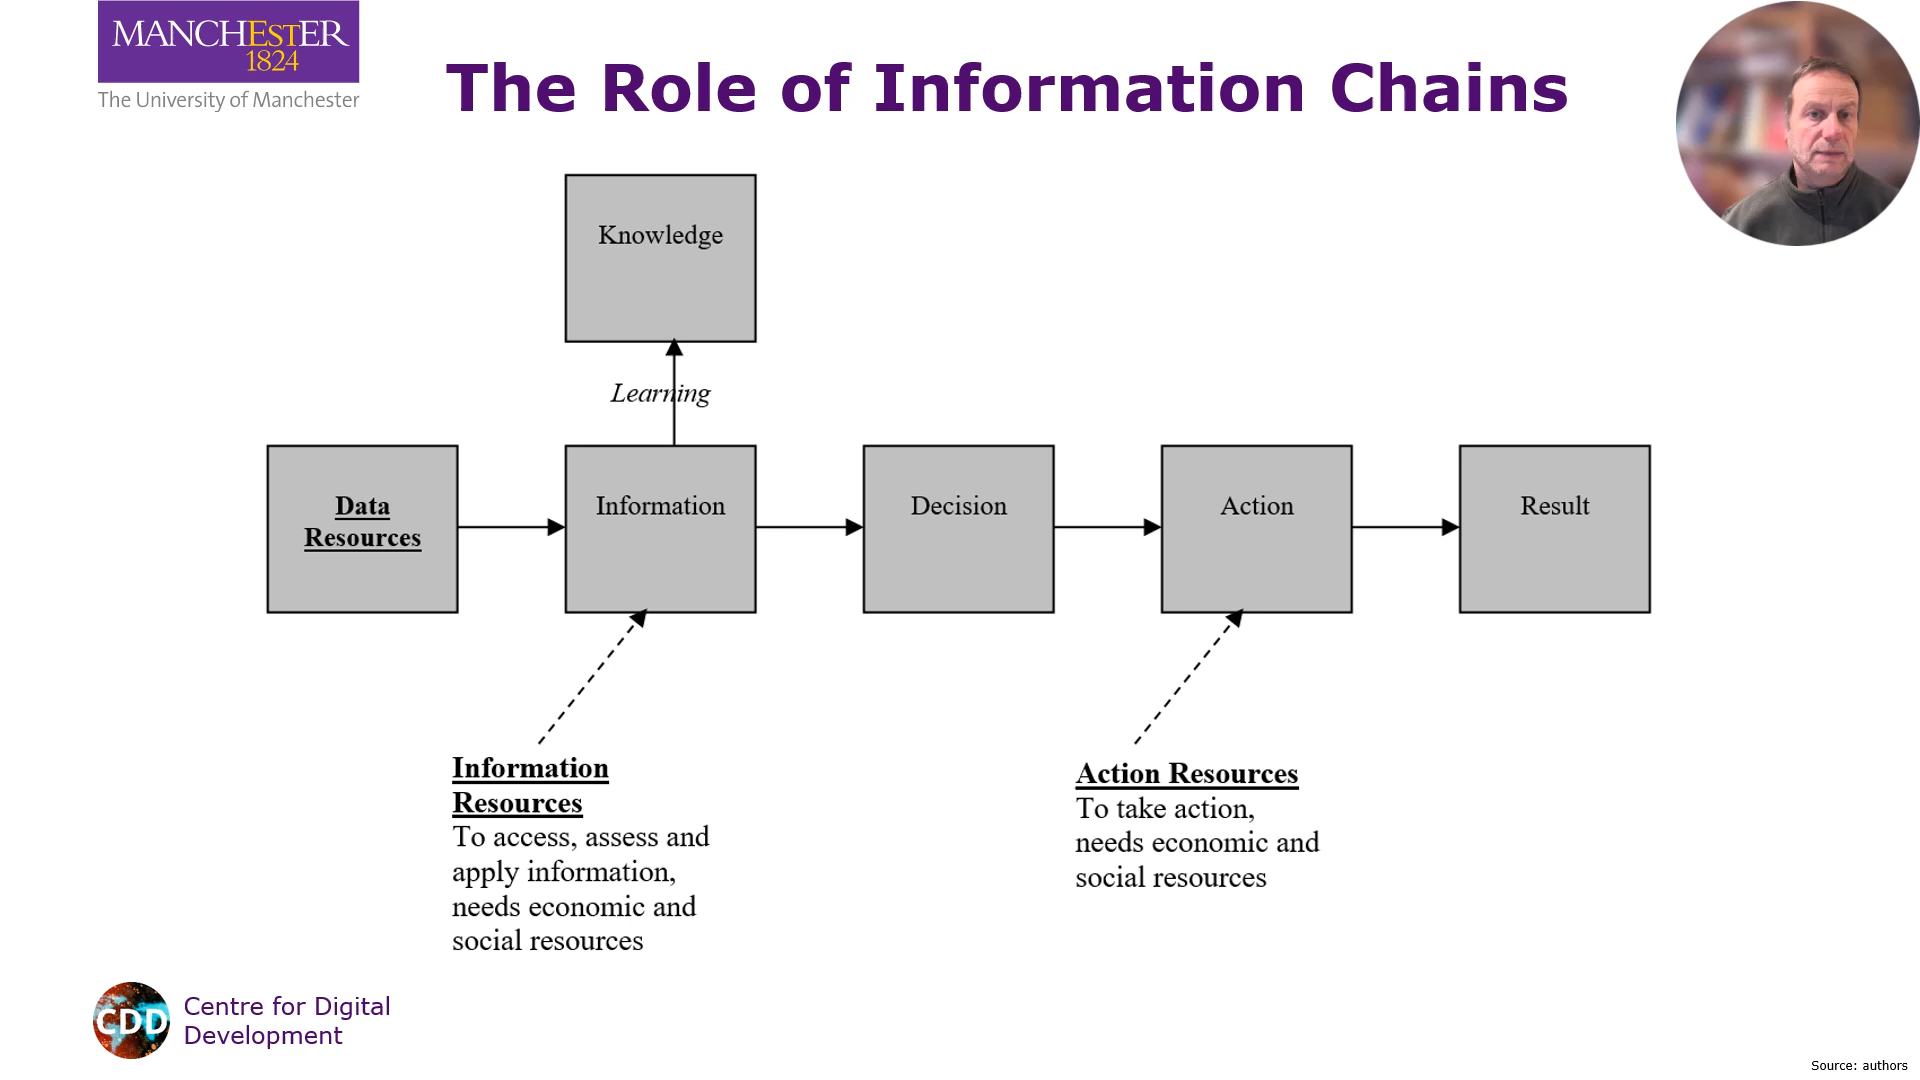 MANCHEsTER
1824
The University of Manchester
The Role of Information Chains
Knowledge
Learning
Data
Resources
Information
Decision
Action
Result
Information
Resources
To access, assess and
apply information,
needs economic and
social resources
Action Resources
To take action,
needs economic and
social resources
CDD
Centre for Digital
Development
Source: authors